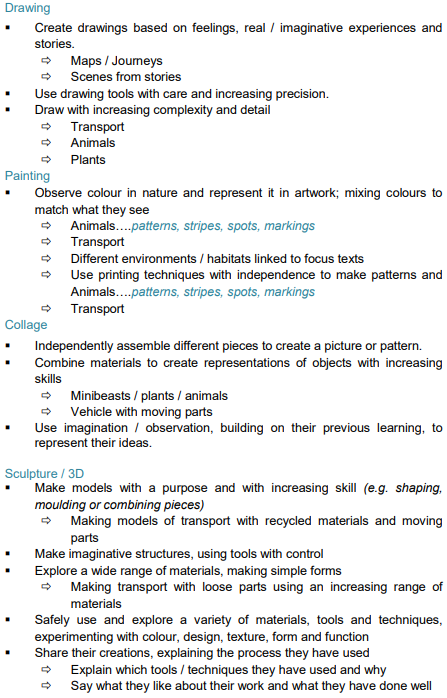 Drawing
▪ Create drawings based on feelings, real / imaginative experiences and
stories.
⇨ Maps / Journeys
⇨ Scenes from stories
▪ Use drawing tools with care and increasing precision.
▪ Draw with increasing complexity and detail
⇨ Transport
⇨ Animals
⇨ Plants
Painting
▪ Observe colour in nature and represent it in artwork; mixing colours to
match what they see
⇨ Animals….patterns, stripes, spots, markings
⇨ Transport
⇨ Different environments / habitats linked to focus texts
⇨ Use printing techniques with independence to make patterns and
Animals….patterns, stripes, spots, markings
⇨ Transport
Collage
▪ Independently assemble different pieces to create a picture or pattern.
▪ Combine materials to create representations of objects with increasing
skills
⇨ Minibeasts / plants / animals
⇨ Vehicle with moving parts
▪ Use imagination / observation, building on their previous learning, to
represent their ideas.
Sculpture / 3D
▪ Make models with a purpose and with increasing skill (e.g. shaping,
moulding or combining pieces)
⇨ Making models of transport with recycled materials and moving
parts
▪ Make imaginative structures, using tools with control
▪ Explore a wide range of materials, making simple forms
⇨ Making transport with loose parts using an increasing range of
materials
▪ Safely use and explore a variety of materials, tools and techniques,
experimenting with colour, design, texture, form and function
▪ Share their creations, explaining the process they have used
⇨ Explain which tools / techniques they have used and why
⇨ Say what they like about their work and what they have done well